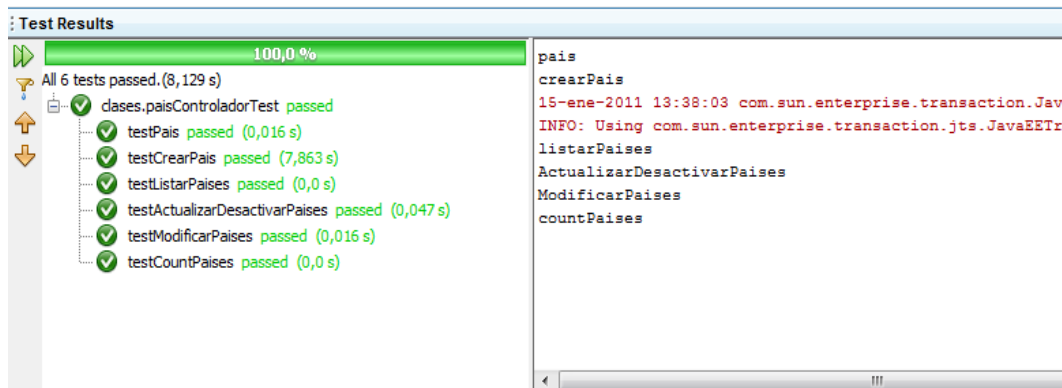 Test Results
100,0 %
All 6 tests passed.(8,129 s)
clases.paisControladorTest passed
testPais passed (0,016 s)
testCrearPais passed (7,863 s)
testListarPaises passed (0,0 s)
testActualizarDesactivarPaises passed (0,047 s)
testModificarPaises passed (0,016 s)
testCountPaises passed (0,0 s)
pais
crearPais
15-ene-2011 13:38:03 com.sun.enterprise.transaction.Jav
INFO: Using com.sun.enterprise.transaction.jts.JavaEETr
listarPaises
ActualizarDesactivarPaises
ModificarPaises
countPaises